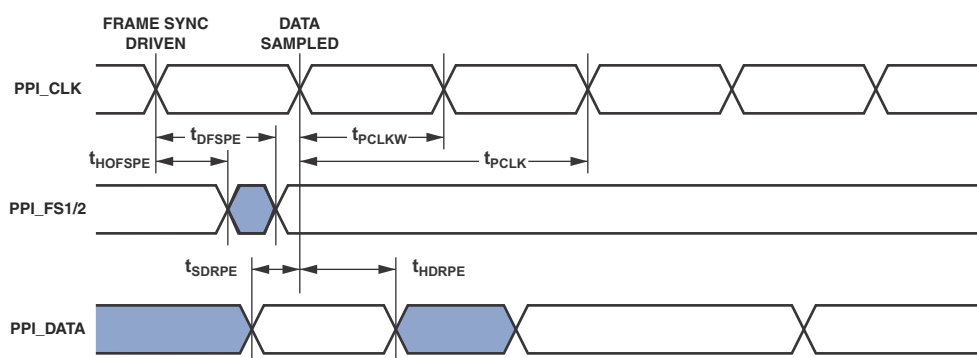 FRAME SYNC
DRIVEN
DATA
SAMPLED
PPI_CLK
tDFSPE
tPCLKW
tHOFSPE
tPCLK
PPI_FS1/2
tSDRPE
tHDRPE
PPI_DATA